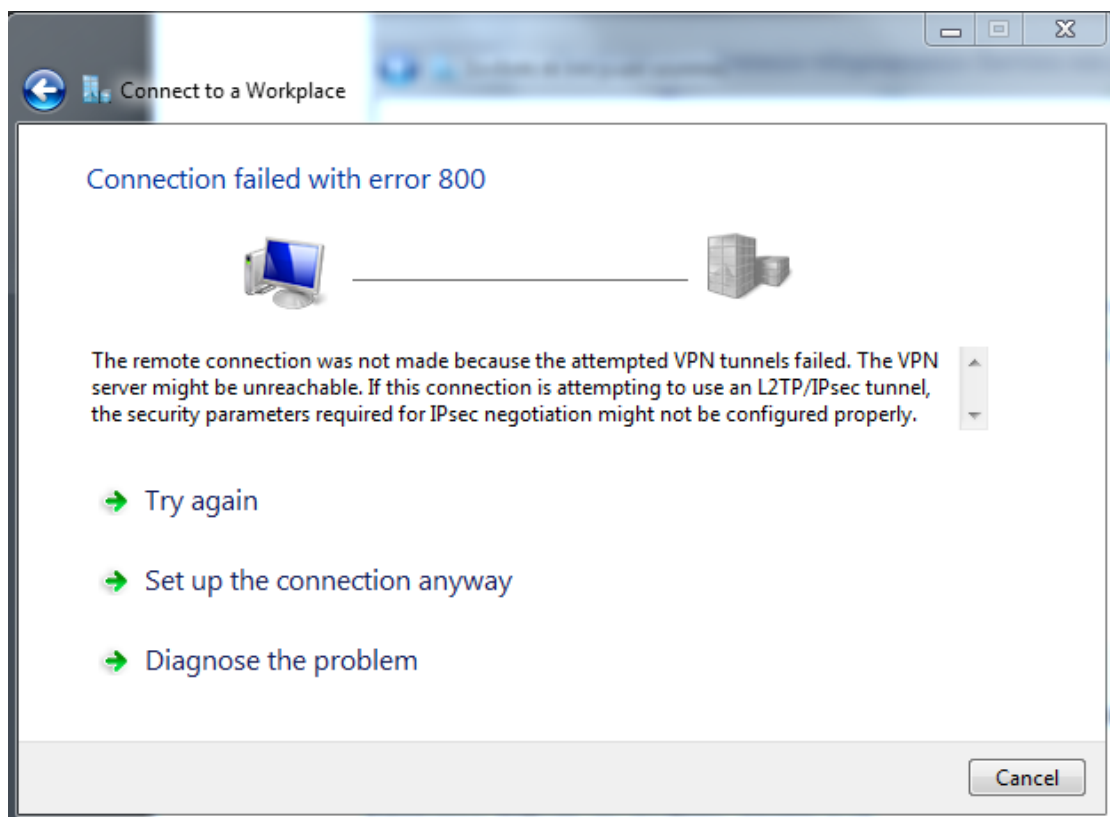 Connect to a Workplace
Connection failed with error 800
The remote connection was not made because the attempted VPN tunnels failed. The VPN
server might be unreachable. If this connection is attempting to use an L2TP/IPsec tunnel,
the security parameters required for IPsec negotiation might not be configured properly.
Try again
Set up the connection anyway
Diagnose the problem
Cancel